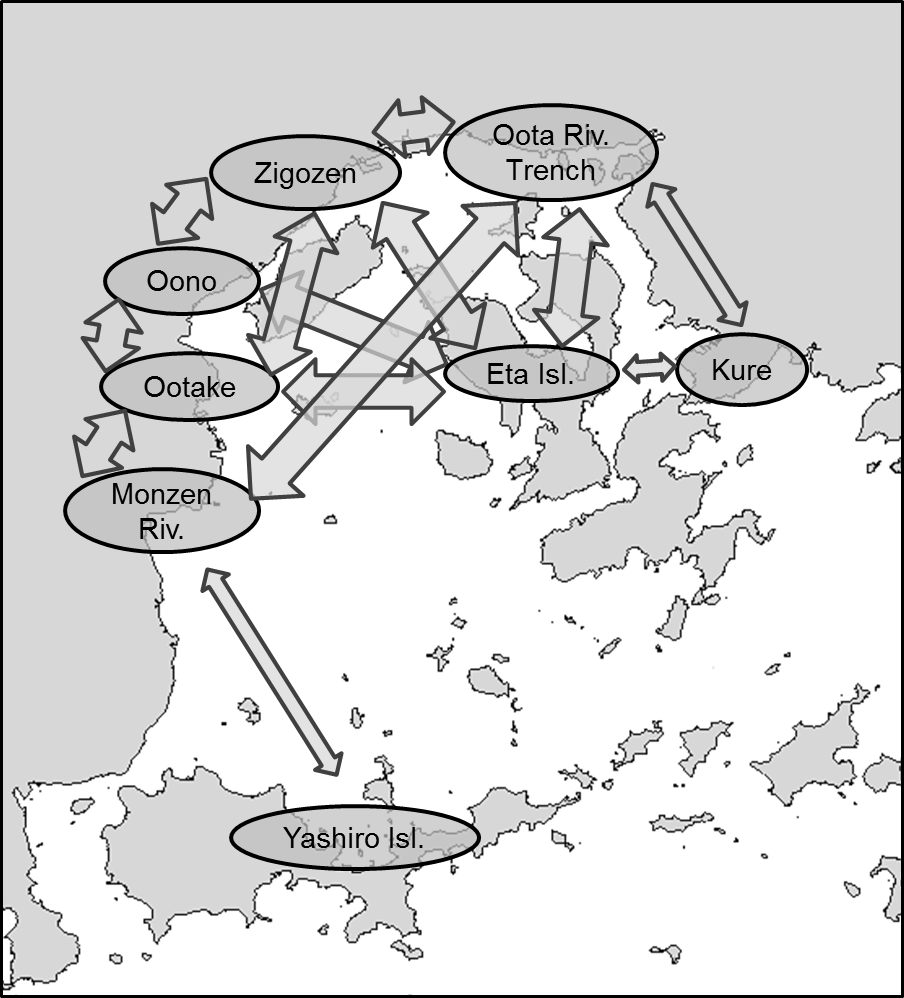 Oota Riv.
Trench
Zigozen
Oono
Ootake
Eta Isl.
Kure
Monzen
Riv.
Yashiro Isl.